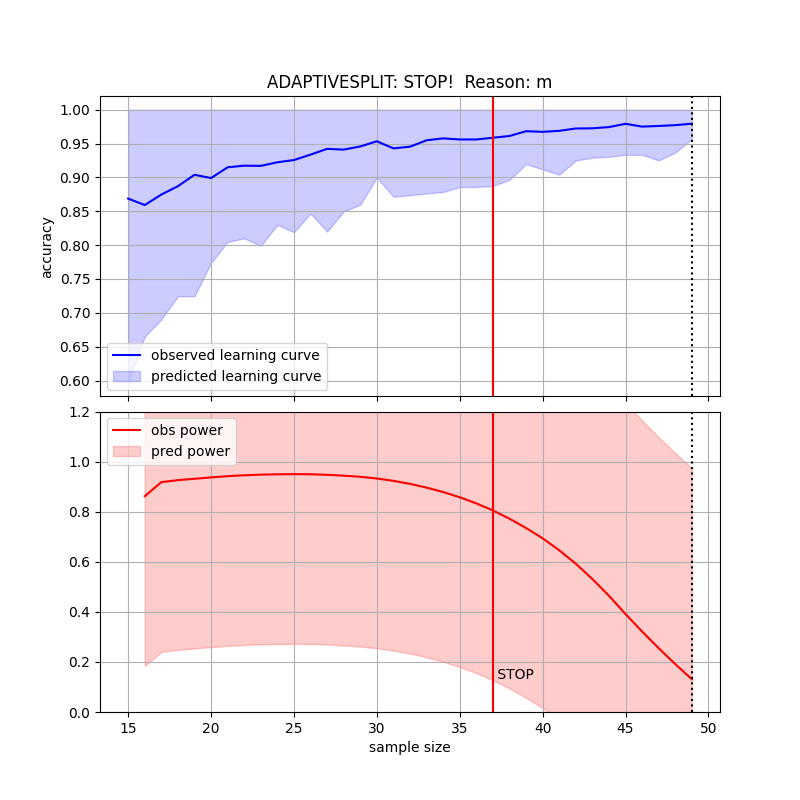 ADAPTIVESPLIT: STOP!  Reason: m
1.00
0.95
0.90
0.85
0.80
0.75
0.70
0.65
0.60
accuracy
observed learning curve
predicted learning curve
1.2
1.0
0.8
0.6
0.4
0.2
0.0
obs power
pred power
STOP
15 20 25 30 35 40 45 50
sample size